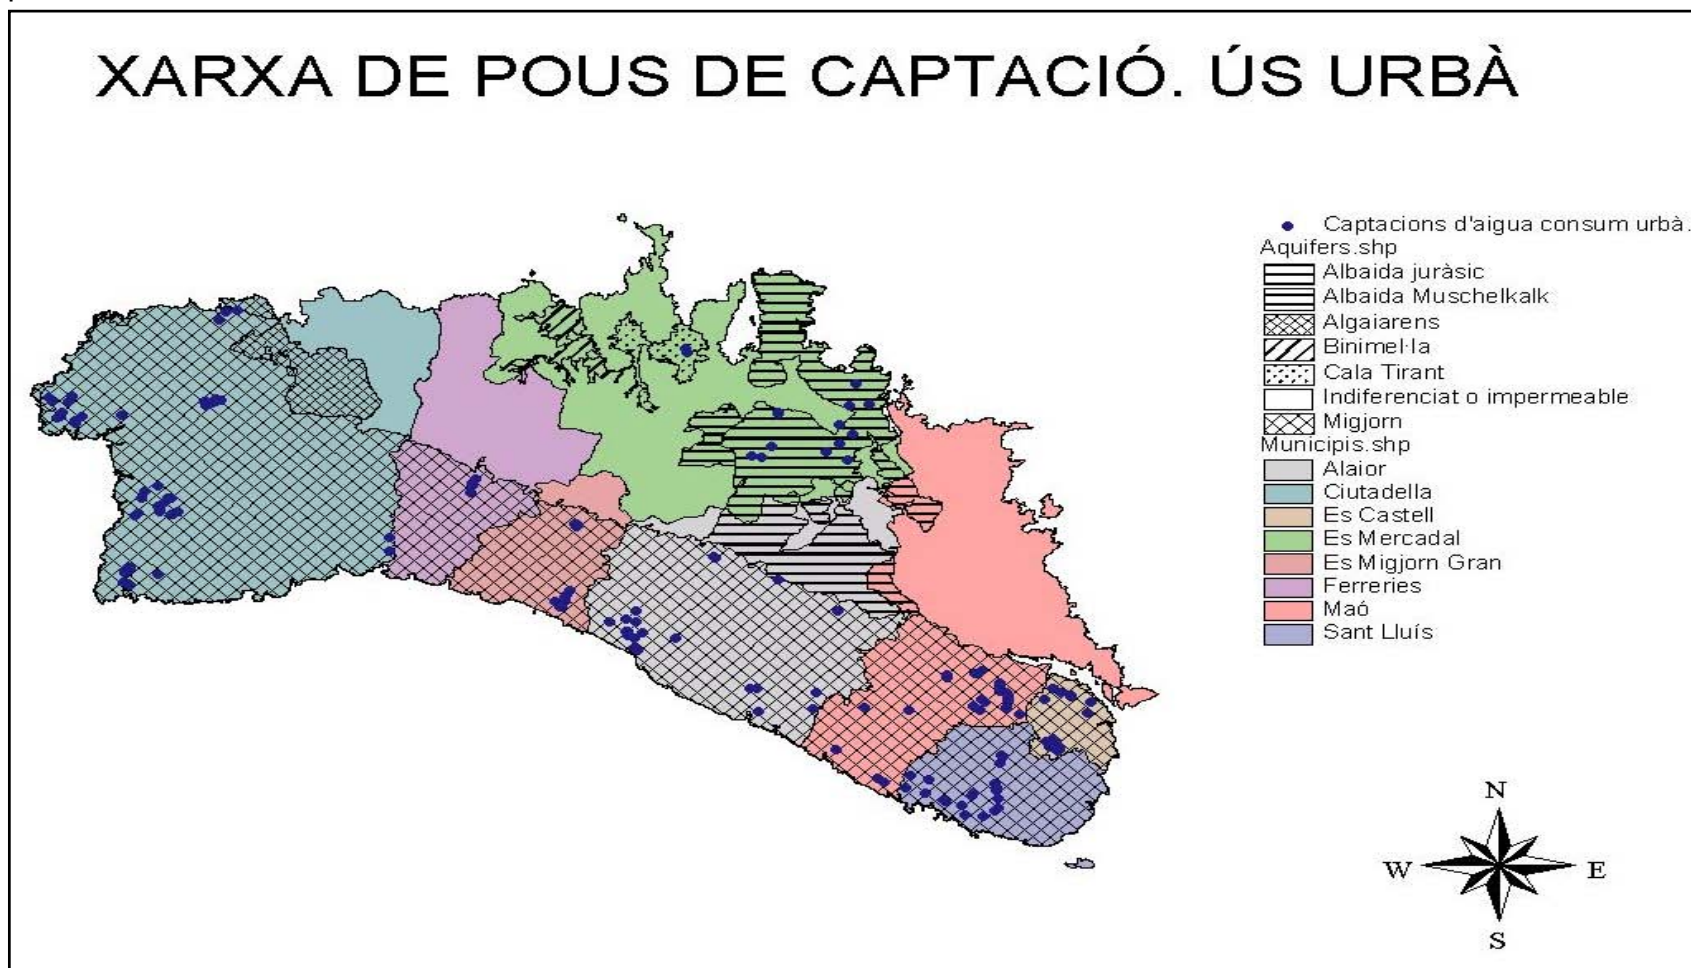 XARXA DE POUS DE CAPTACIÓ. ÚS URBÀ
Captacions d'aigua consum urbà.
Aquifers.shp
Albaida juràsic
Albaida Muschelkalk
Algaiarens
Binimel·la
Cala Tirant
Indiferenciat o impermeable
Migjorn
Municipis.shp
Alaior
Ciutadella
Es Castell
Es Mercadal
Es Migjorn Gran
Ferreries
Maó
Sant Lluís
N
W E
S